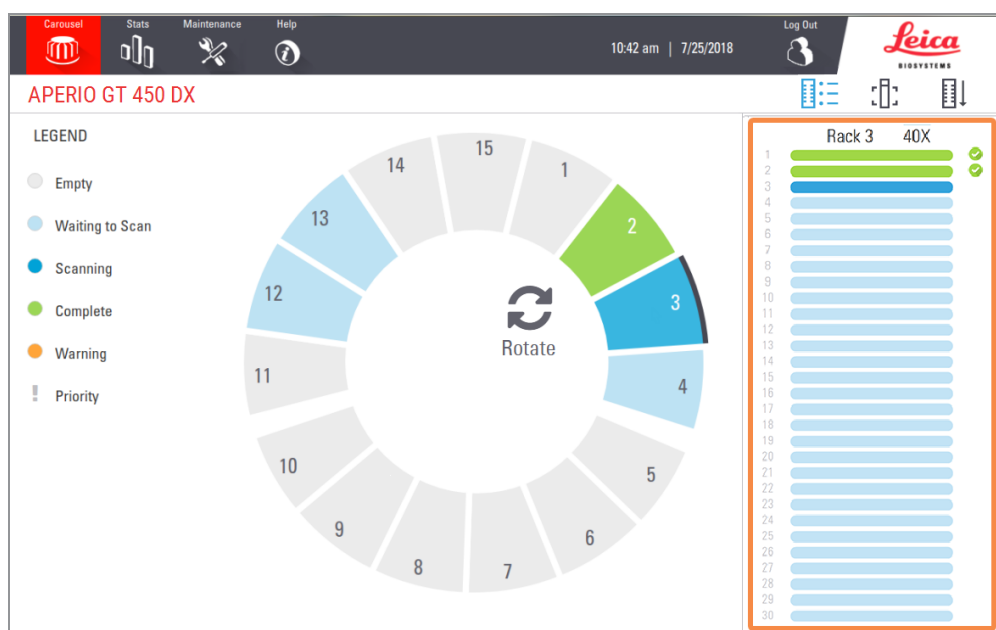 Carousel
Stats
Maintenance
Help
10:42 am | 7/25/2018
Log Out
Leica
BIOSYSTEMS
APERIO GT 450 DX
LEGEND
Empty
Waiting to Scan
Scanning
Complete
Warning
! Priority
15
1
2
3
4
5
6
7
8
9
10
11
12
13
14
Rotate
Rack 3 40X
1
2
3
4
5
6
7
8
9
10
11
12
13
14
15
16
17
18
19
20
21
22
23
24
25
26
27
28
29
30